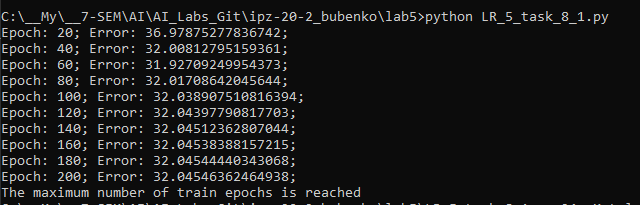 C:\__My\__7-SEM\AI\AI_Labs_Git\ipz-20-2_bubenko\lab5>python LR_5_task_8_1.py
Epoch: 20; Error: 36.97875277836742;
Epoch: 40; Error: 32.00812795159361;
Epoch: 60; Error: 31.92709249954373;
Epoch: 80; Error: 32.01708642045644;
Epoch: 100; Error: 32.038907510816394;
Epoch: 120; Error: 32.04397790817703;
Epoch: 140; Error: 32.04512362807044;
Epoch: 160; Error: 32.04538388157215;
Epoch: 180; Error: 32.04544440343068;
Epoch: 200; Error: 32.04546362464938;
The maximum number of train epochs is reached